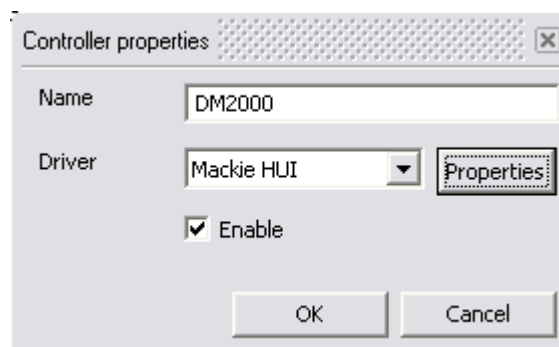 Controller properties
Name DM2000
Driver Mackie HUI Properties
Enable
OK Cancel